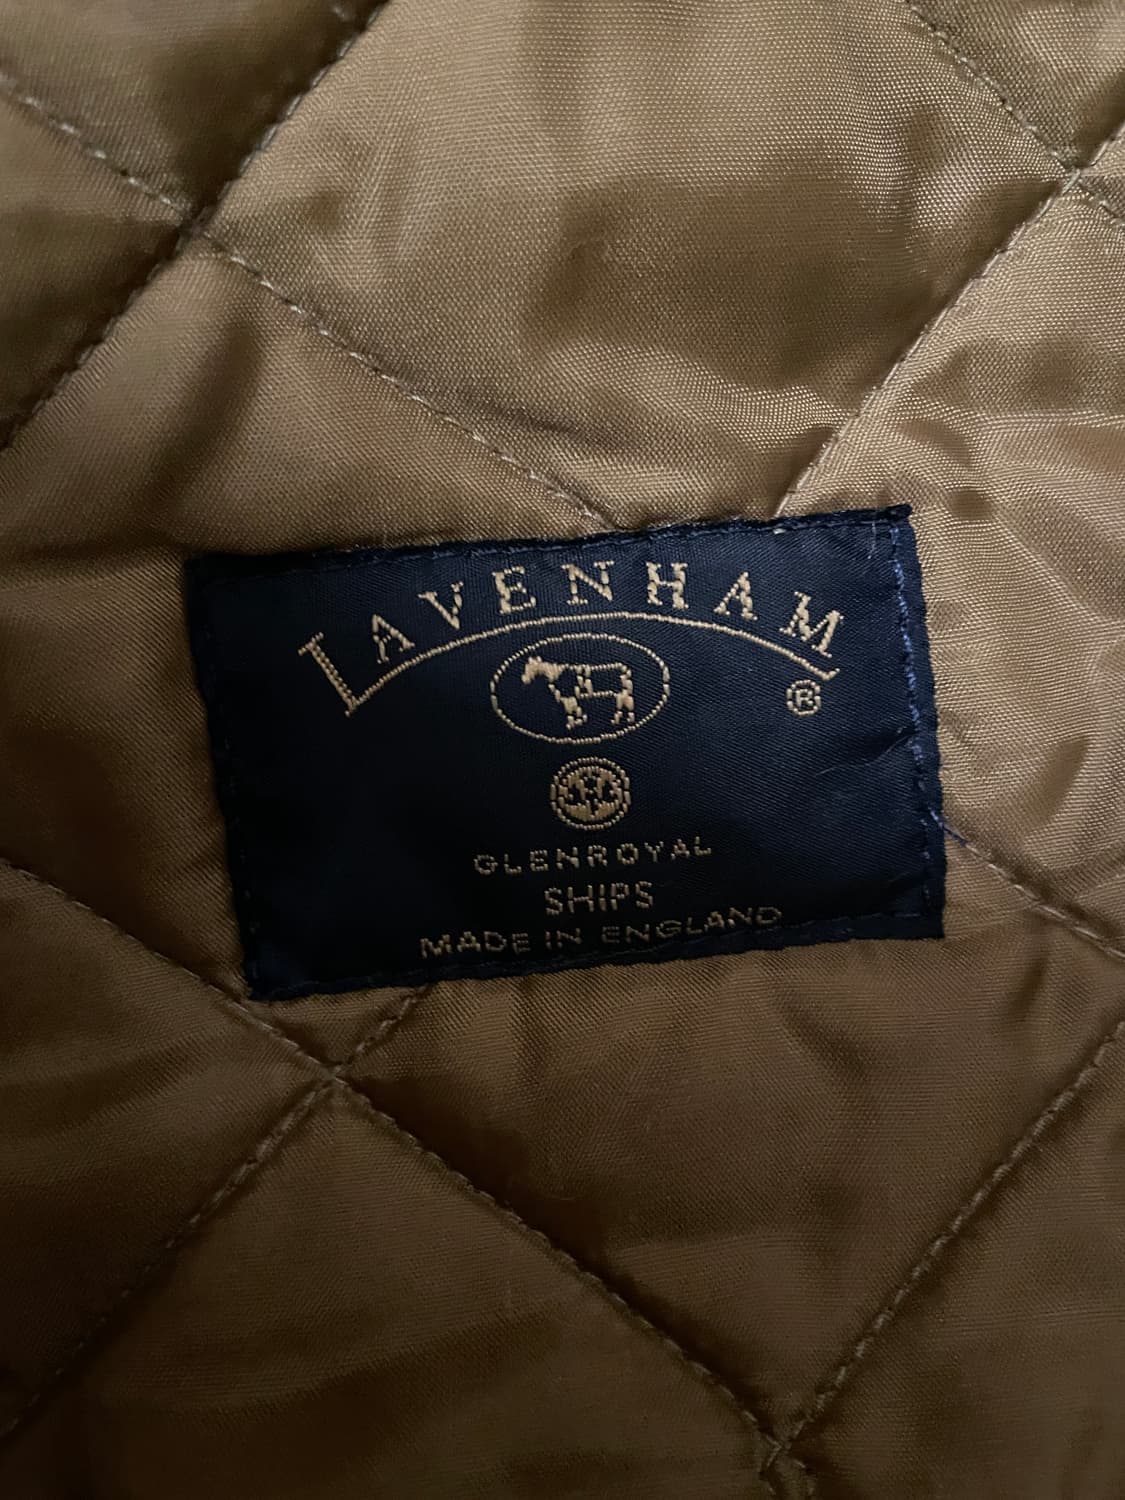 LAVENHAM
®
GLENROYAL
SHIPS
MADE IN ENGLAND